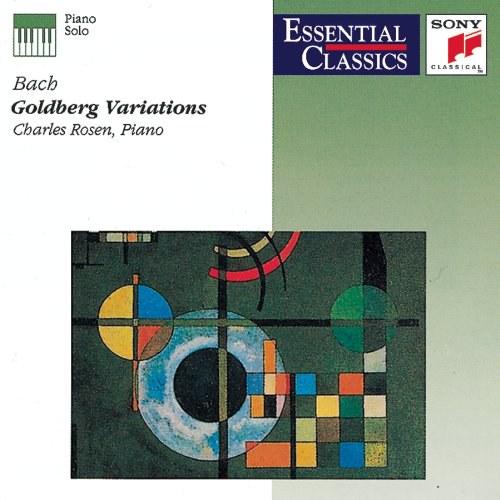 Piano
Solo
ESSENTIAL
CLASSICS
SONY
CLASSICAL
Bach
Goldberg Variations
Charles Rosen, Piano